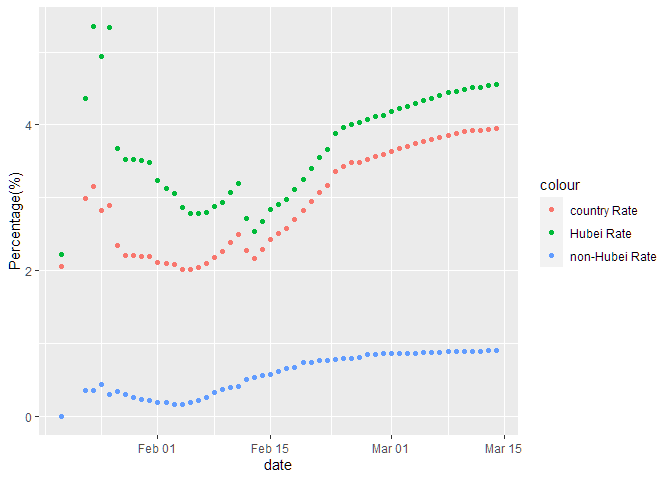 Percentage(%)
4
2
0
Feb 01
Feb 15
Mar 01
Mar 15
date
colour
country Rate
Hubei Rate
non-Hubei Rate